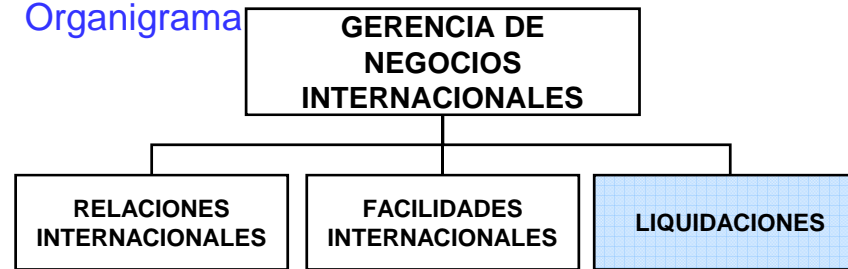 Organigrama
GERENCIA DE
NEGOCIOS
INTERNACIONALES
RELACIONES
INTERNACIONALES
FACILIDADES
INTERNACIONALES
LIQUIDACIONES